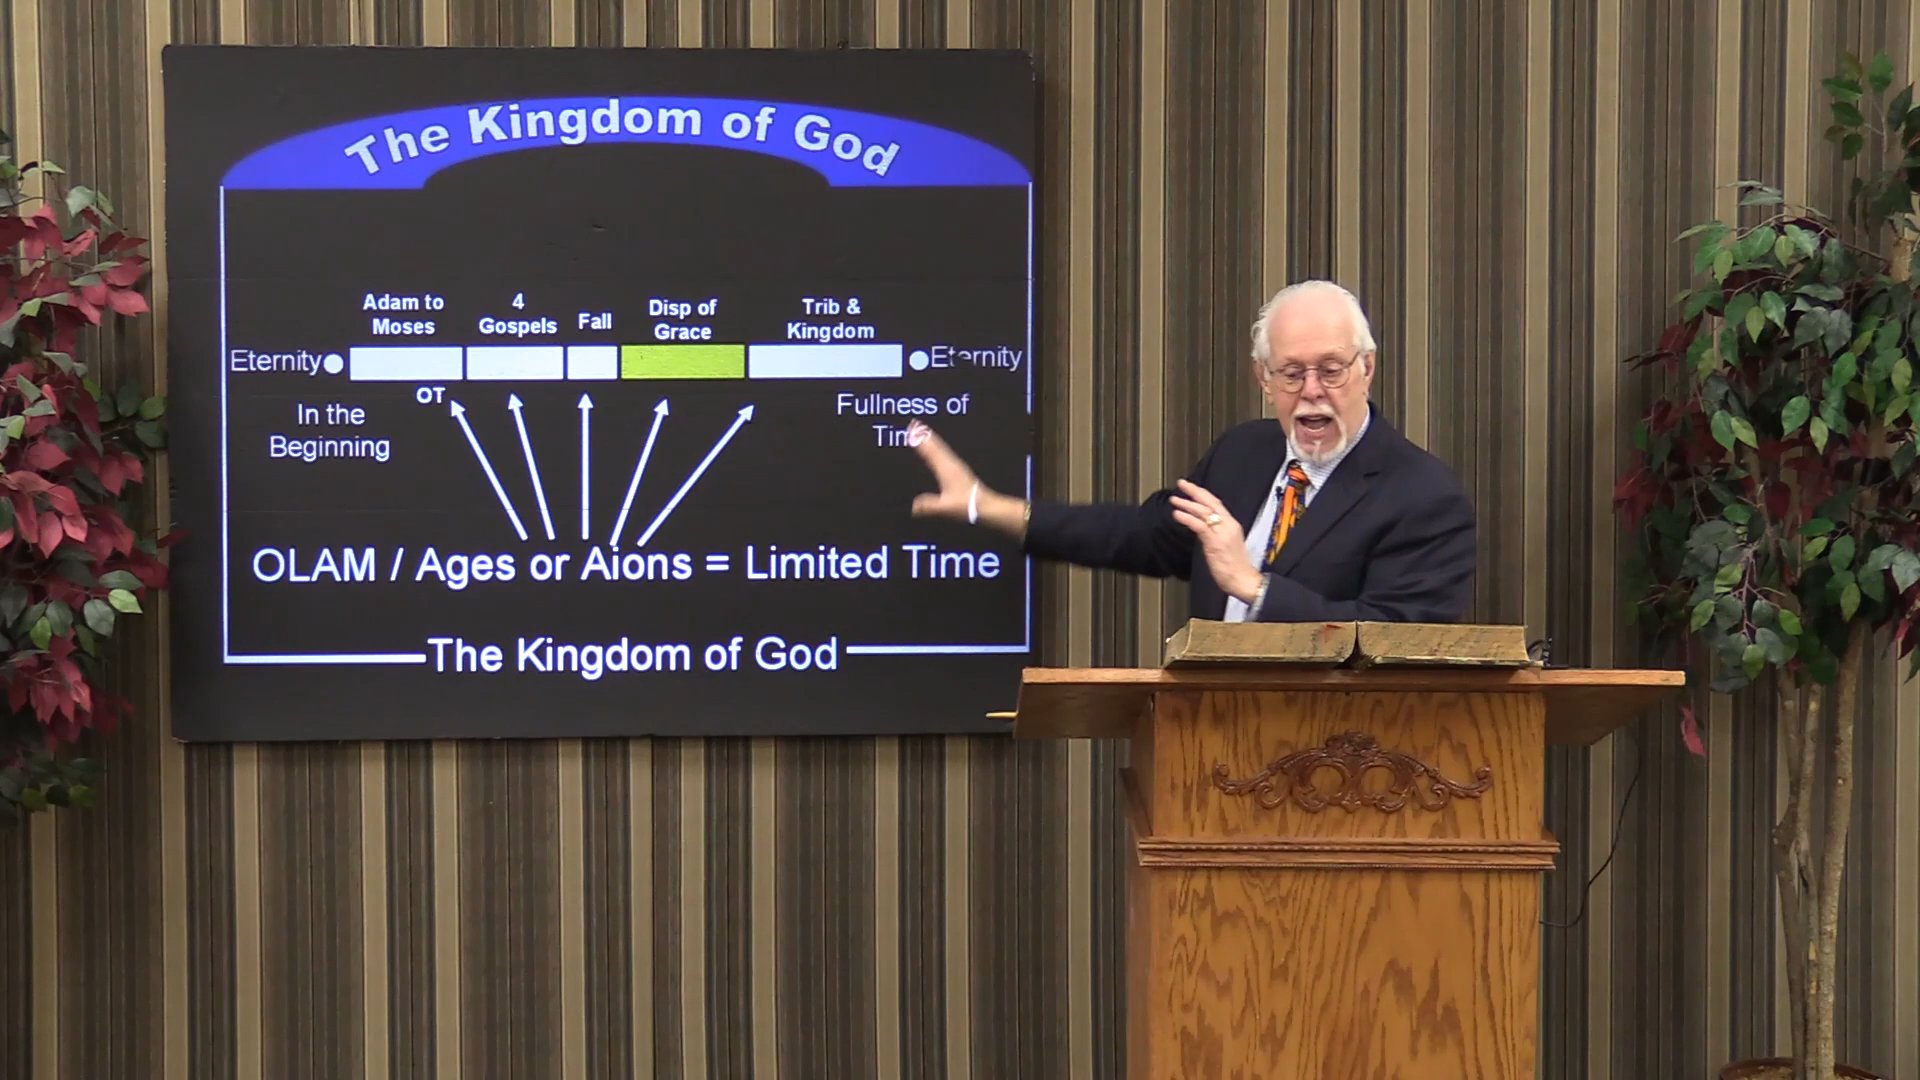 The Kingdom of God
Adam to
Moses
4
Gospels
Fall
Disp of
Grace
Trib &
Kingdom
Eternity
Eternity
OT
In the
Beginning
Fullness of
OLAM / Ages or Aions = Limited Time
The Kingdom of God